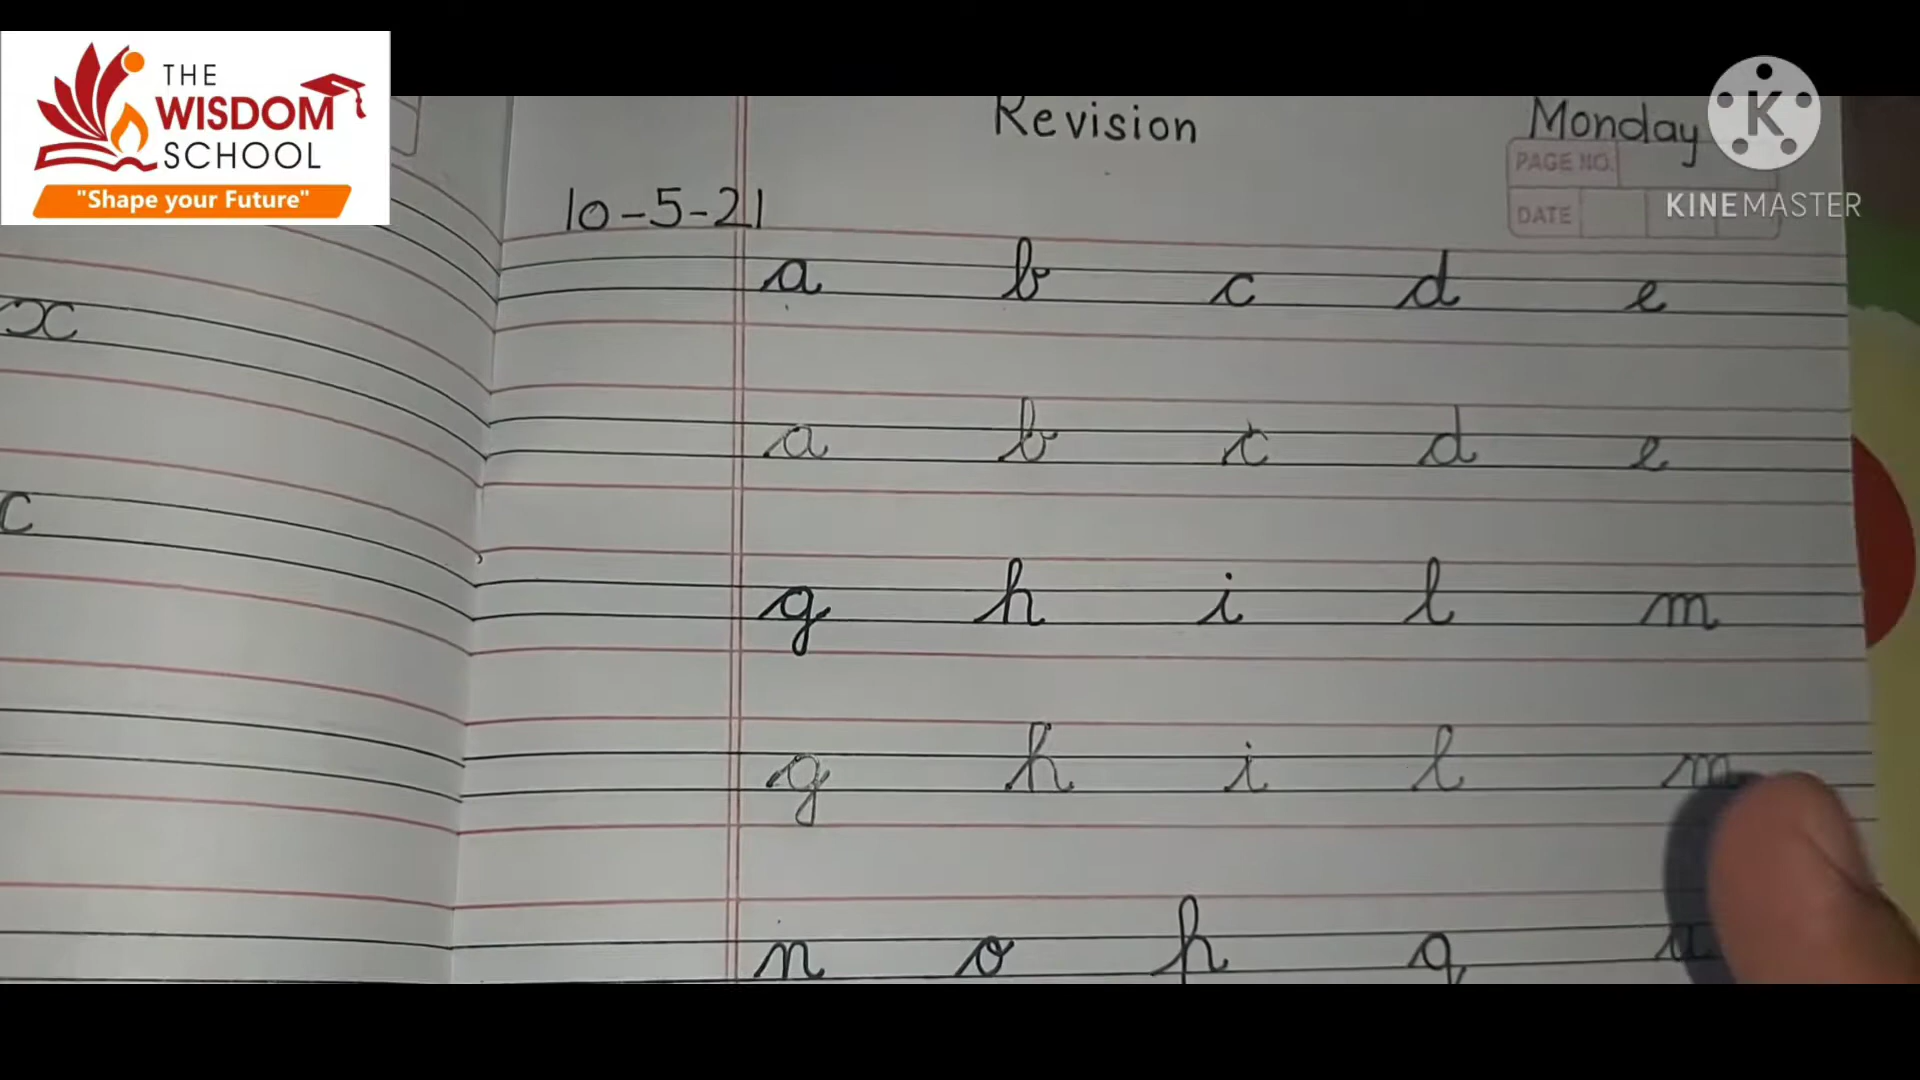 THE
WISDOM
SCHOOL
"Shape your Future"
Revision
Monday
KINEMASTER
PAGE NO.
DATE
10-5-21
a b c d e
x
a b c d e
c
g h i l m
g h i l m
n o p q